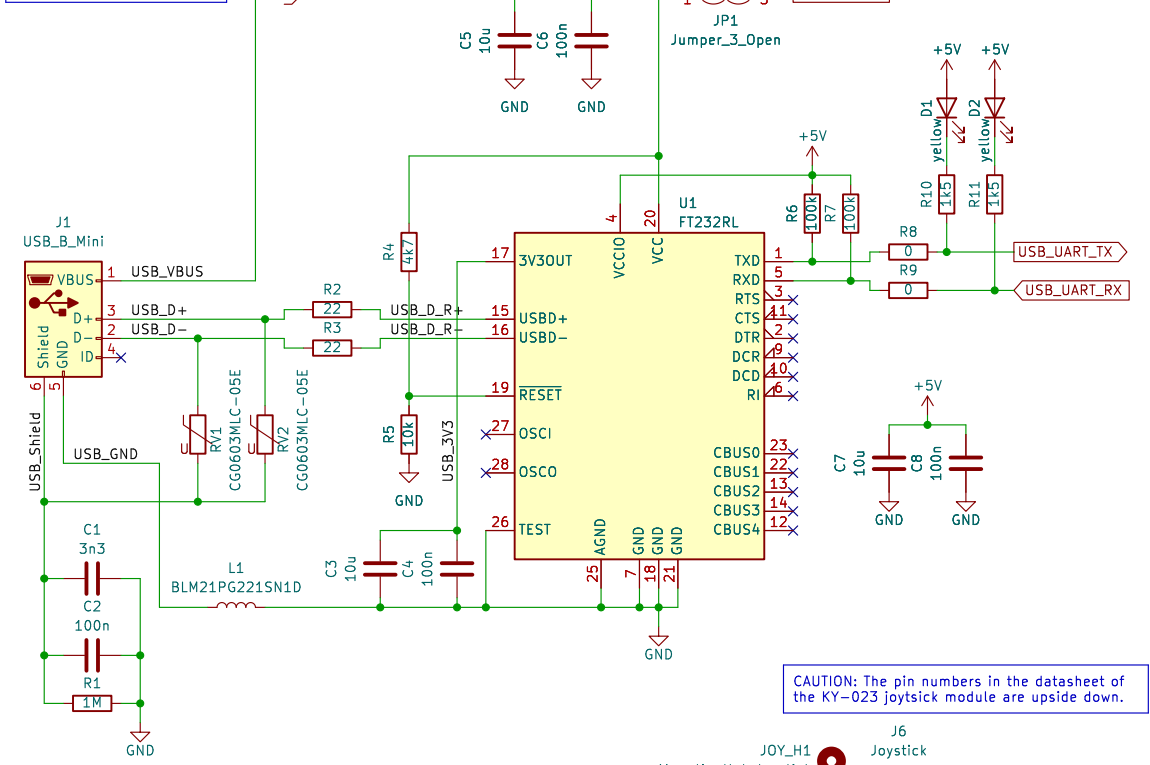 JP1
Jumper_3_Open
C5
10u
C6
100n
GND
GND
+5V
+5V
D1
yellow
D2
yellow
R10
1k5
R11
1k5
+5V
R6
100k
R7
100k
R8
0
R9
0
USB_UART_TX
USB_UART_RX
J1
USB_B_Mini
VBUS
D+
D-
ID
Shield
GND
1
3
2
4
6
5
USB_VBUS
USB_D+
USB_D-
R2
22
R3
22
USB_D_R+
USB_D_R-
R4
4k7
R5
10k
GND
U1
FT232RL
4
20
VCCIO
VCC
17
3V3OUT
15
USBD+
16
USBD-
19
RESET
27
OSCI
28
OSCO
26
TEST
TXD
1
RXD
5
RTS
3
CTS
11
DTR
2
DCR
9
DCD
10
RI
6
CBUS0
23
CBUS1
22
CBUS2
13
CBUS3
14
CBUS4
12
AGND
GND
GND
GND
25
7
18
21
GND
USB_Shield
USB_GND
RV1
CG0603MLC-05E
RV2
CG0603MLC-05E
U
U
USB_3V3
C1
3n3
C2
100n
R1
1M
GND
L1
BLM21PG221SN1D
C3
10u
C4
100n
+5V
C7
10u
C8
100n
GND
GND
CAUTION: The pin numbers in the datasheet of
the KY-023 joytsick module are upside down.
J6
Joystick
JOY_H1